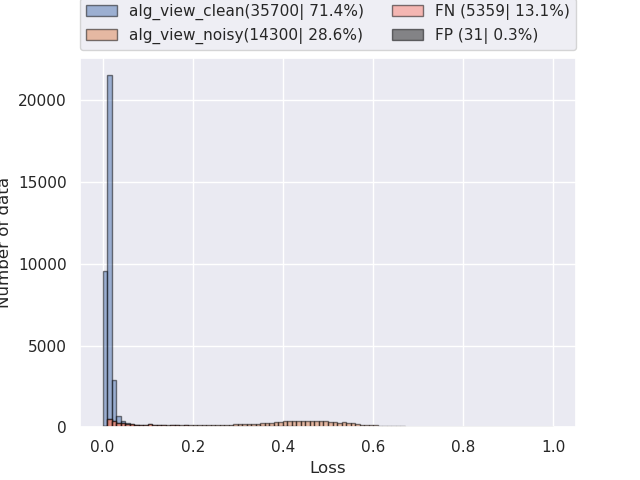 alg_view_clean(35700| 71.4%)
alg_view_noisy(14300| 28.6%)
FN (5359| 13.1%)
FP (31| 0.3%)
20000
15000
10000
5000
0
Number of data
0.0 0.2 0.4 0.6 0.8 1.0
Loss